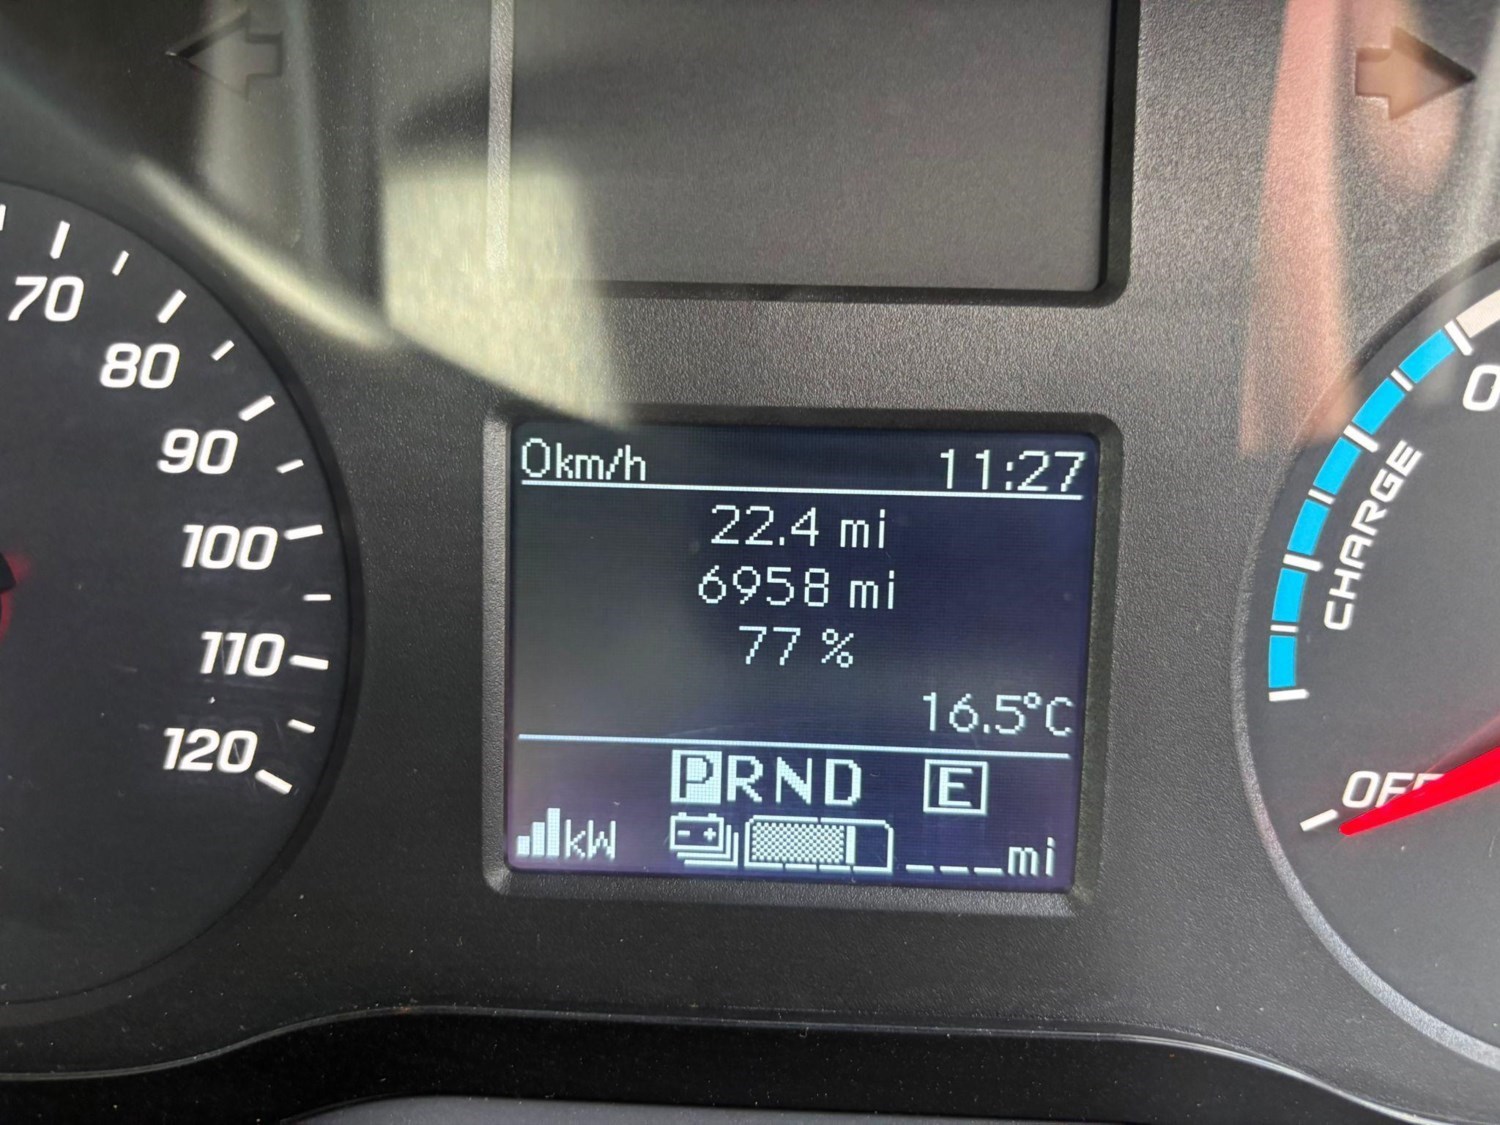 70
80
90
100
110
120
0km/h 11:27
22.4 mi
6958 mi
77 %
16.5°C
PRND E
kW ___mi
0
CHARGE
OFF